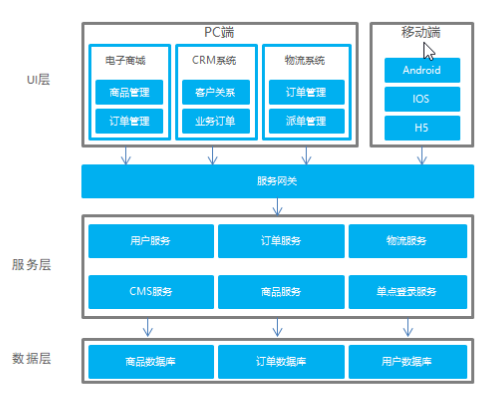 PC端
移动端
UI层
电子商城
CRM系统
物流系统
Android
商品管理
客户关系
订单管理
IOS
订单管理
业务订单
派单管理
H5
服务网关
服务层
用户服务
订单服务
物流服务
CMS服务
商品服务
单点登录服务
数据层
商品数据库
订单数据库
用户数据库